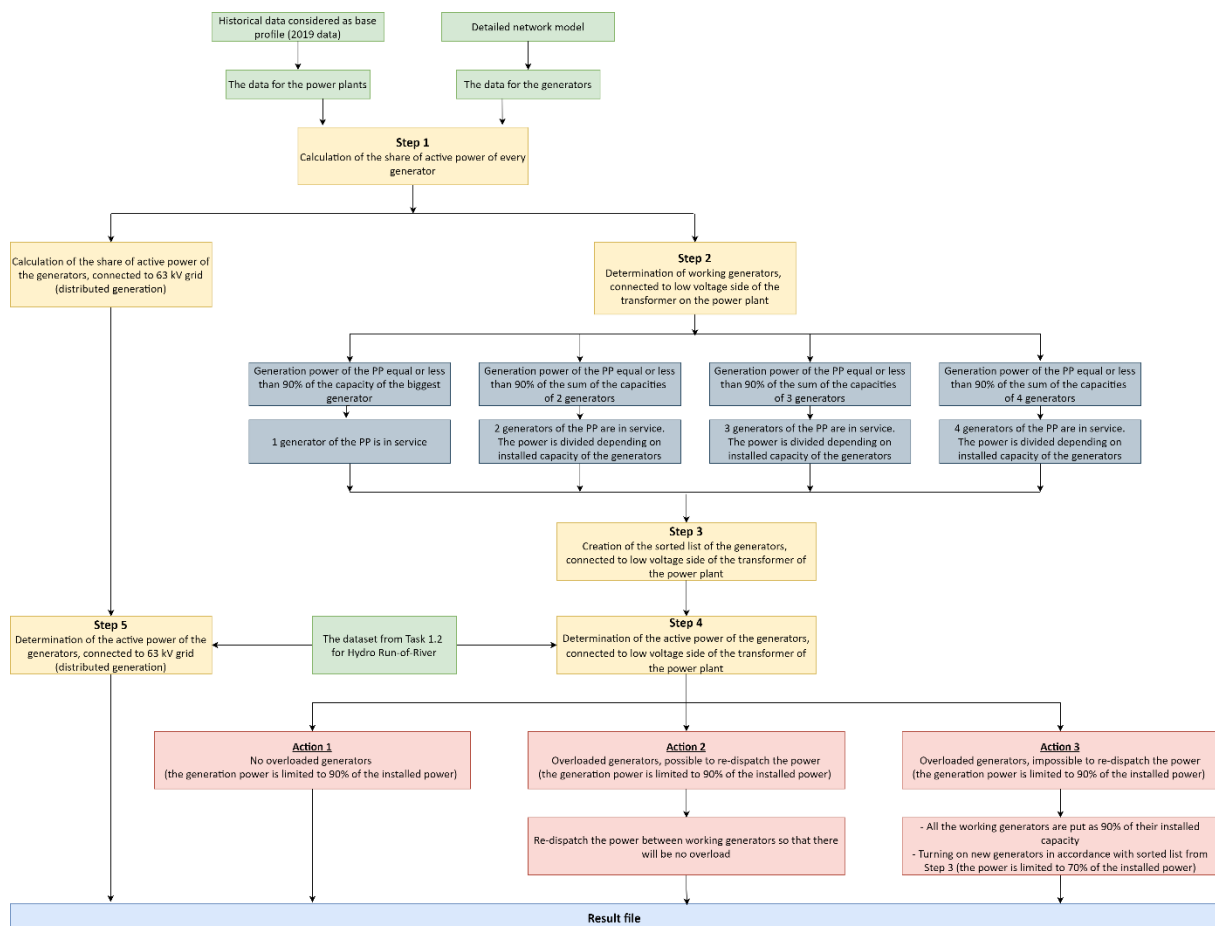 Historical data considered as base
profile (2019 data)
Detailed network model
The data for the power plants
The data for the generators
Step 1
Calculation of the share of active power of every
generator
Calculation of the share of active power of
the generators, connected to 63 kV grid
(distributed generation)
Step 2
Determination of working generators,
connected to low voltage side of the
transformer on the power plant
Generation power of the PP equal or less
than 90% of the capacity of the biggest
generator
Generation power of the PP equal or less
than 90% of the sum of the capacities
of 2 generators
Generation power of the PP equal or less
than 90% of the sum of the capacities
of 3 generators
Generation power of the PP equal or less
than 90% of the sum of the capacities
of 4 generators
1 generator of the PP is in service
2 generators of the PP are in service.
The power is divided depending on
installed capacity of the generators
3 generators of the PP are in service.
The power is divided depending on
installed capacity of the generators
4 generators of the PP are in service.
The power is divided depending on
installed capacity of the generators
Step 3
Creation of the sorted list of the generators,
connected to low voltage side of the transformer of
the power plant
Step 5
Determination of the active power of the
generators, connected to 63 kV grid
(distributed generation)
The dataset from Task 1.2
for Hydro Run-of-River
Step 4
Determination of the active power of the generators,
connected to low voltage side of the transformer of
the power plant
Action 1
No overloaded generators
(the generation power is limited to 90% of the installed power)
Action 2
Overloaded generators, possible to re-dispatch the power
(the generation power is limited to 90% of the installed power)
Action 3
Overloaded generators, impossible to re-dispatch the power
(the generation power is limited to 90% of the installed power)
Re-dispatch the power between working generators so that there
will be no overload
- All the working generators are put as 90% of their installed
capacity
- Turning on new generators in accordance with sorted list from
Step 3 (the power is limited to 70% of the installed power)
Result file